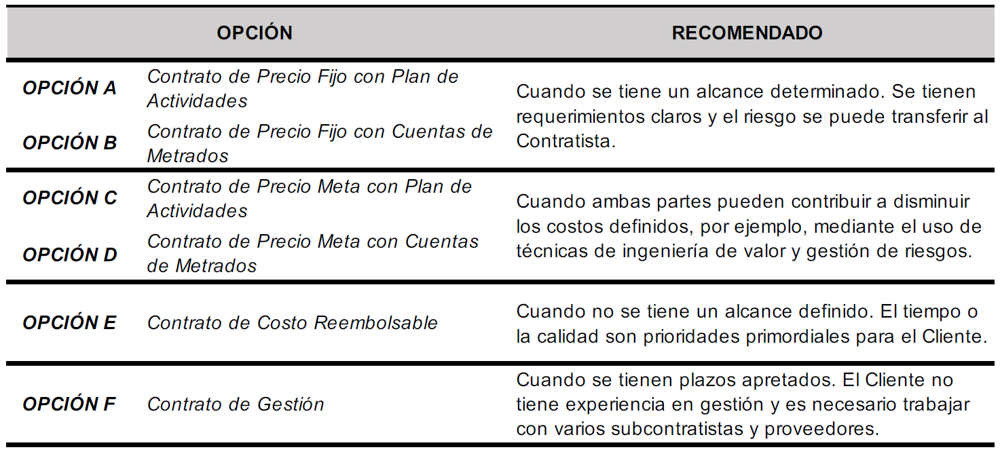 OPCIÓN RECOMENDADO
OPCIÓN A Contrato de Precio Fijo con Plan de
Actividades
OPCIÓN B Contrato de Precio Fijo con Cuentas de
Metrados
Cuando se tiene un alcance determinado. Se tienen
requerimientos claros y el riesgo se puede transferir al
Contratista.
OPCIÓN C Contrato de Precio Meta con Plan de
Actividades
OPCIÓN D Contrato de Precio Meta con Cuentas
de Metrados
Cuando ambas partes pueden contribuir a disminuir
los costos definidos, por ejemplo, mediante el uso de
técnicas de ingeniería de valor y gestión de riesgos.
OPCIÓN E Contrato de Costo Reembolsable
Cuando no se tiene un alcance definido. El tiempo o
la calidad son prioridades primordiales para el Cliente.
OPCIÓN F Contrato de Gestión
Cuando se tienen plazos apretados. El Cliente no
tiene experiencia en gestión y es necesario trabajar
con varios subcontratistas y proveedores.